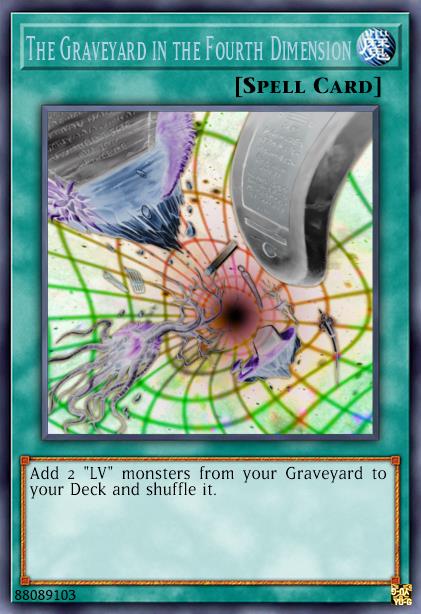 The Graveyard in the Fourth Dimension
魔
[Spell Card]
Add 2 "LV" monsters from your Graveyard to
your Deck and shuffle it.
88089103